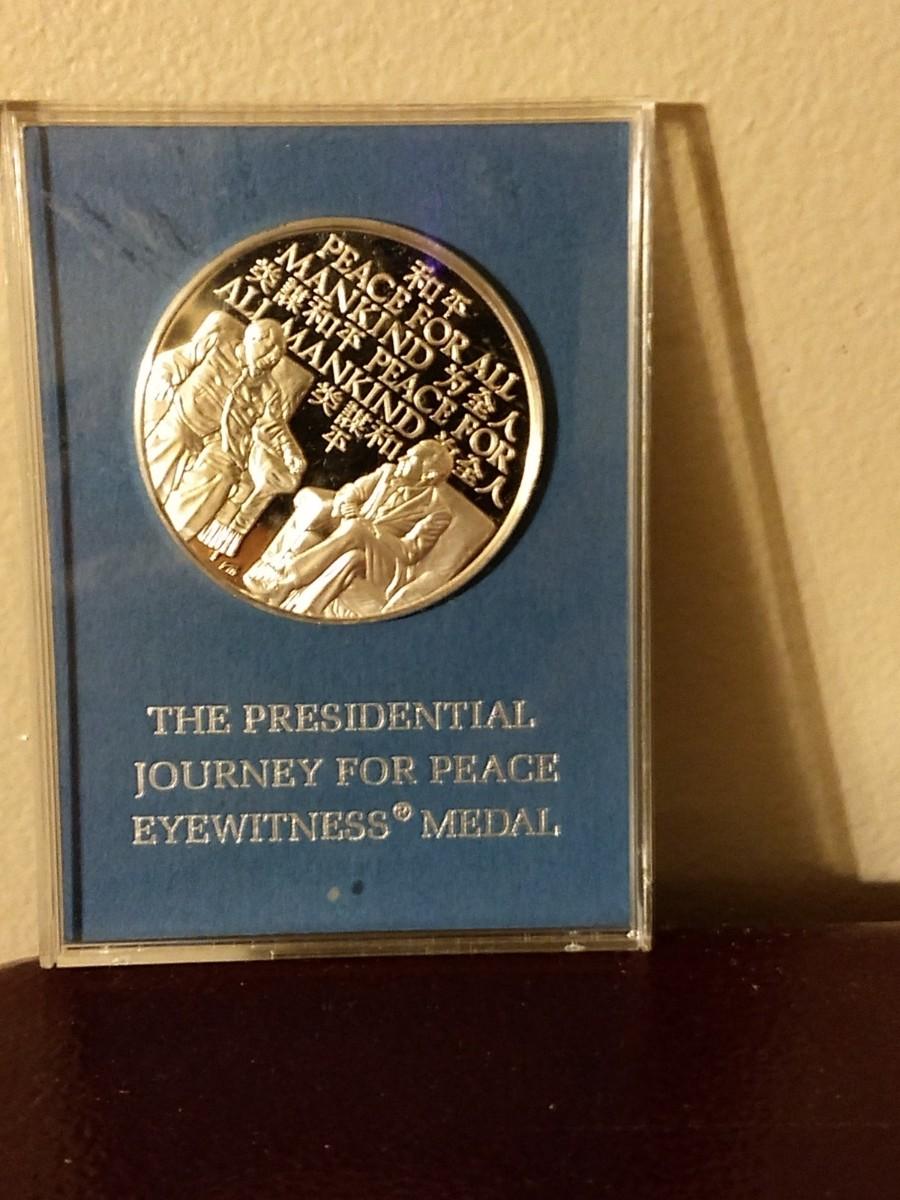 和平
PEACE FOR ALL
MANKIND 为全人
类謀和平 PEACE FOR
ALL MANKIND 为全人
类謀和
平
THE PRESIDENTIAL
JOURNEY FOR PEACE
EYEWITNESS® MEDAL